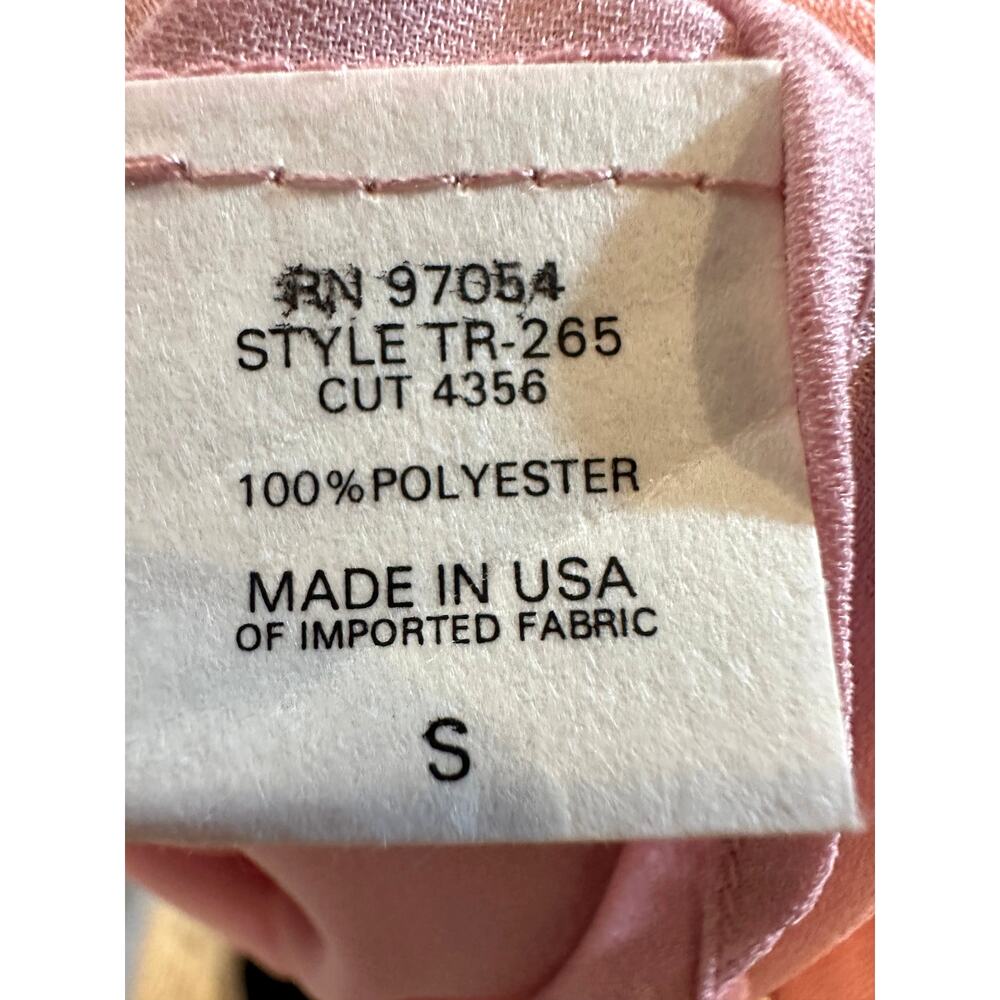 RN 97054
STYLE TR-265
CUT 4356
100%POLYESTER
MADE IN USA
OF IMPORTED FABRIC
S